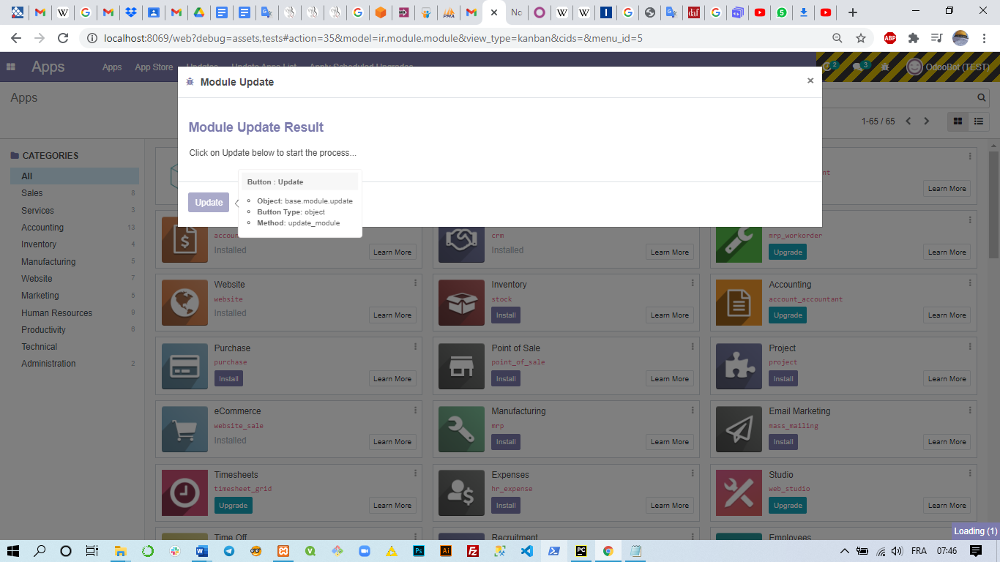 Nc
localhost:8069/web?debug=assets,tests#action=35&model=ir.module.module&view_type=kanban&cids=&menu_id=5
ABP
Apps
Apps App Store Updates Update Apps List Apply Scheduled Upgrades
2 3 OdooBot (TEST)
Module Update ×
Apps
1-65 / 65
Module Update Result
Click on Update below to start the process...
Update
Button : Update
Object: base.module.update
Button Type: object
Method: update_module
CATEGORIES
All
Sales 8
Services 3
Accounting 13
Inventory 4
Manufacturing 5
Website 7
Marketing 5
Human Resources 9
Productivity 6
Technical
Administration 2
Learn More
Installed Learn More
crm
Installed Learn More
mrp_workorder
Upgrade Learn More
Website
website
Installed Learn More
Inventory
stock
Install Learn More
Accounting
account_accountant
Upgrade Learn More
Purchase
purchase
Install Learn More
Point of Sale
point_of_sale
Install Learn More
Project
project
Install Learn More
eCommerce
website_sale
Installed Learn More
Manufacturing
mrp
Install Learn More
Email Marketing
mass_mailing
Install Learn More
Timesheets
timesheet_grid
Upgrade Learn More
Expenses
hr_expense
Install Learn More
Studio
web_studio
Upgrade Learn More
Time Off
Recruitment
Employees
Loading (1)
FRA 07:46